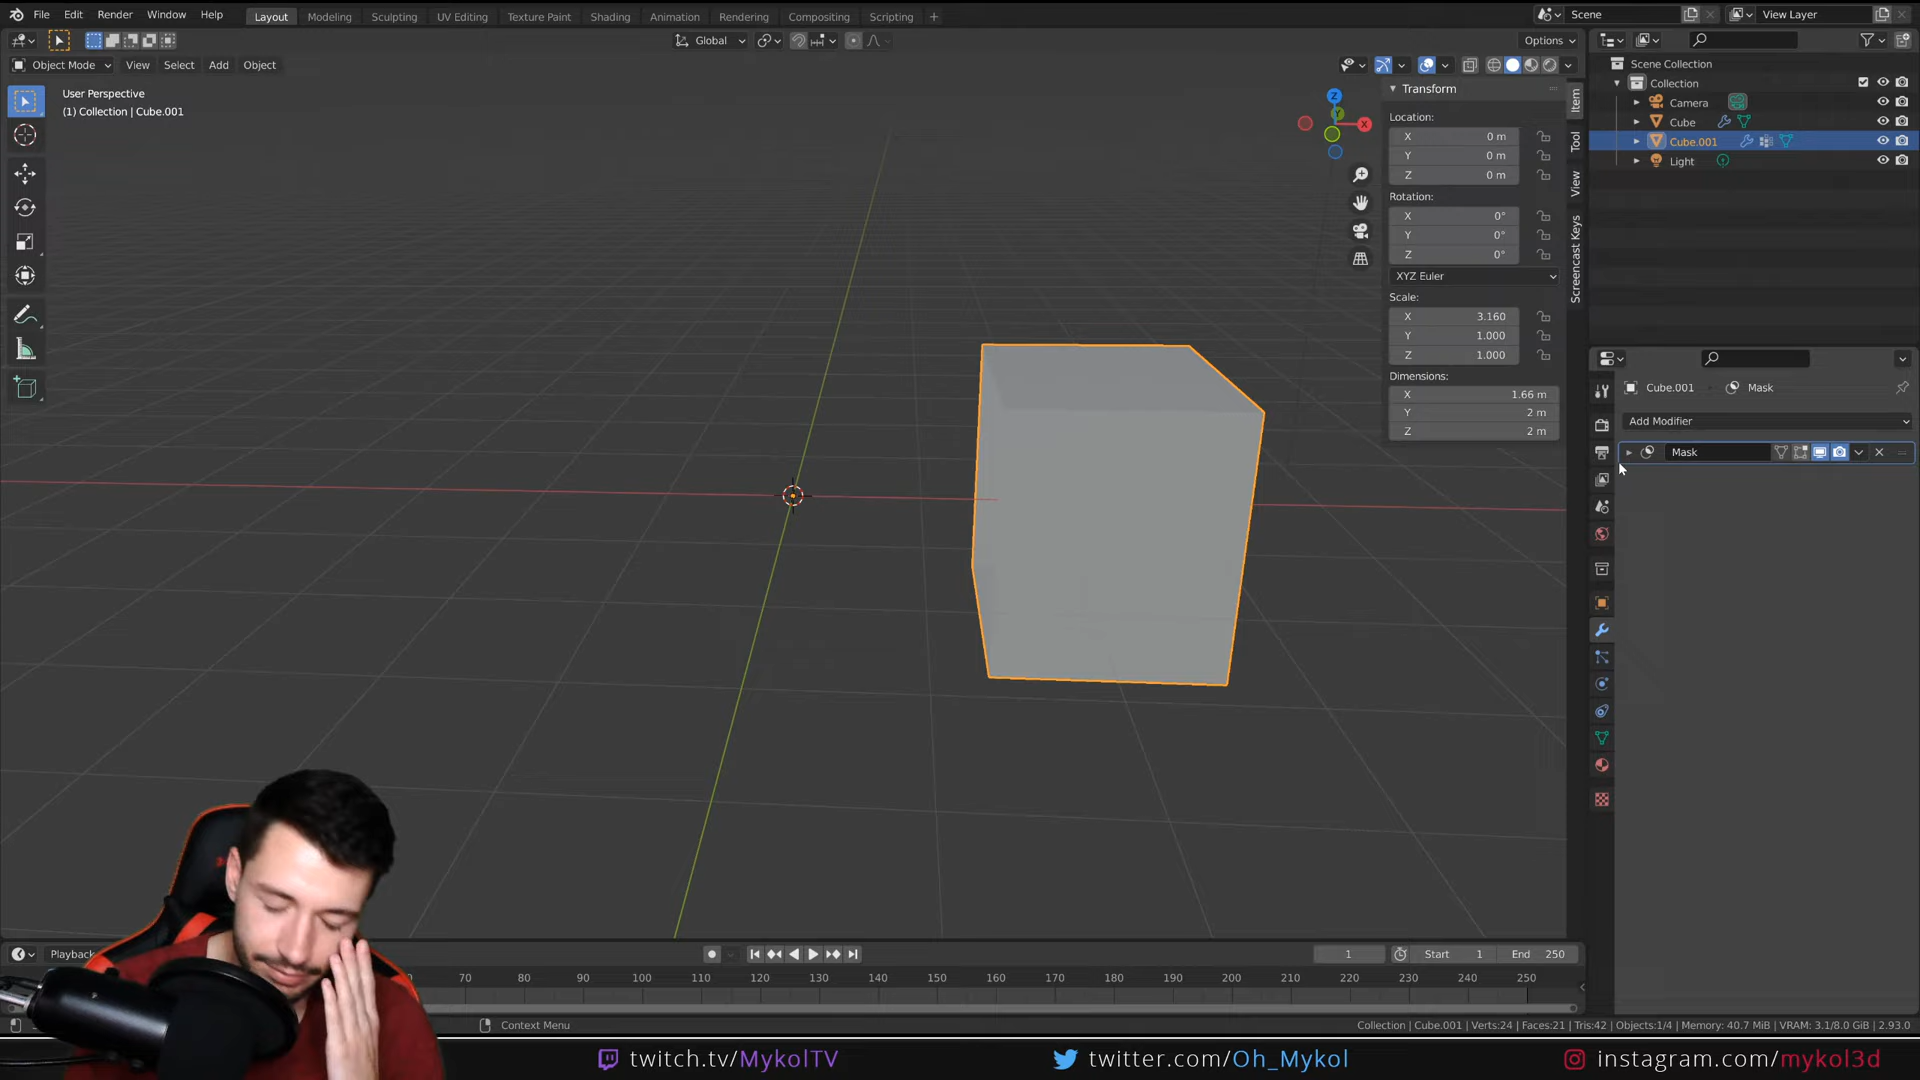 File Edit Render Window Help Layout Modeling Sculpting UV Editing Texture Paint Shading Animation Rendering Compositing Scripting + Scene View Layer
Global Options
Object Mode View Select Add Object
User Perspective
(1) Collection | Cube.001
Z
Y
X
Transform
Location:
X 0 m
Y 0 m
Z 0 m
Rotation:
X 0°
Y 0°
Z 0°
XYZ Euler
Scale:
X 3.160
Y 1.000
Z 1.000
Dimensions:
X 1.66 m
Y 2 m
Z 2 m
Item
Tool
View
Screencast Keys
Scene Collection
Collection
Camera
Cube
Cube.001
Light
Cube.001 Mask
Add Modifier
Mask
Playback 1 Start 1 End 250
70 80 90 100 110 120 130 140 150 160 170 180 190 200 210 220 230 240 250
Context Menu Collection | Cube.001 | Verts:24 | Faces:21 | Tris:42 | Objects:1/4 | Memory: 40.7 MiB | VRAM: 3.1/8.0 GiB | 2.93.0
twitch.tv/MykolTV twitter.com/Oh_Mykol instagram.com/mykol3d